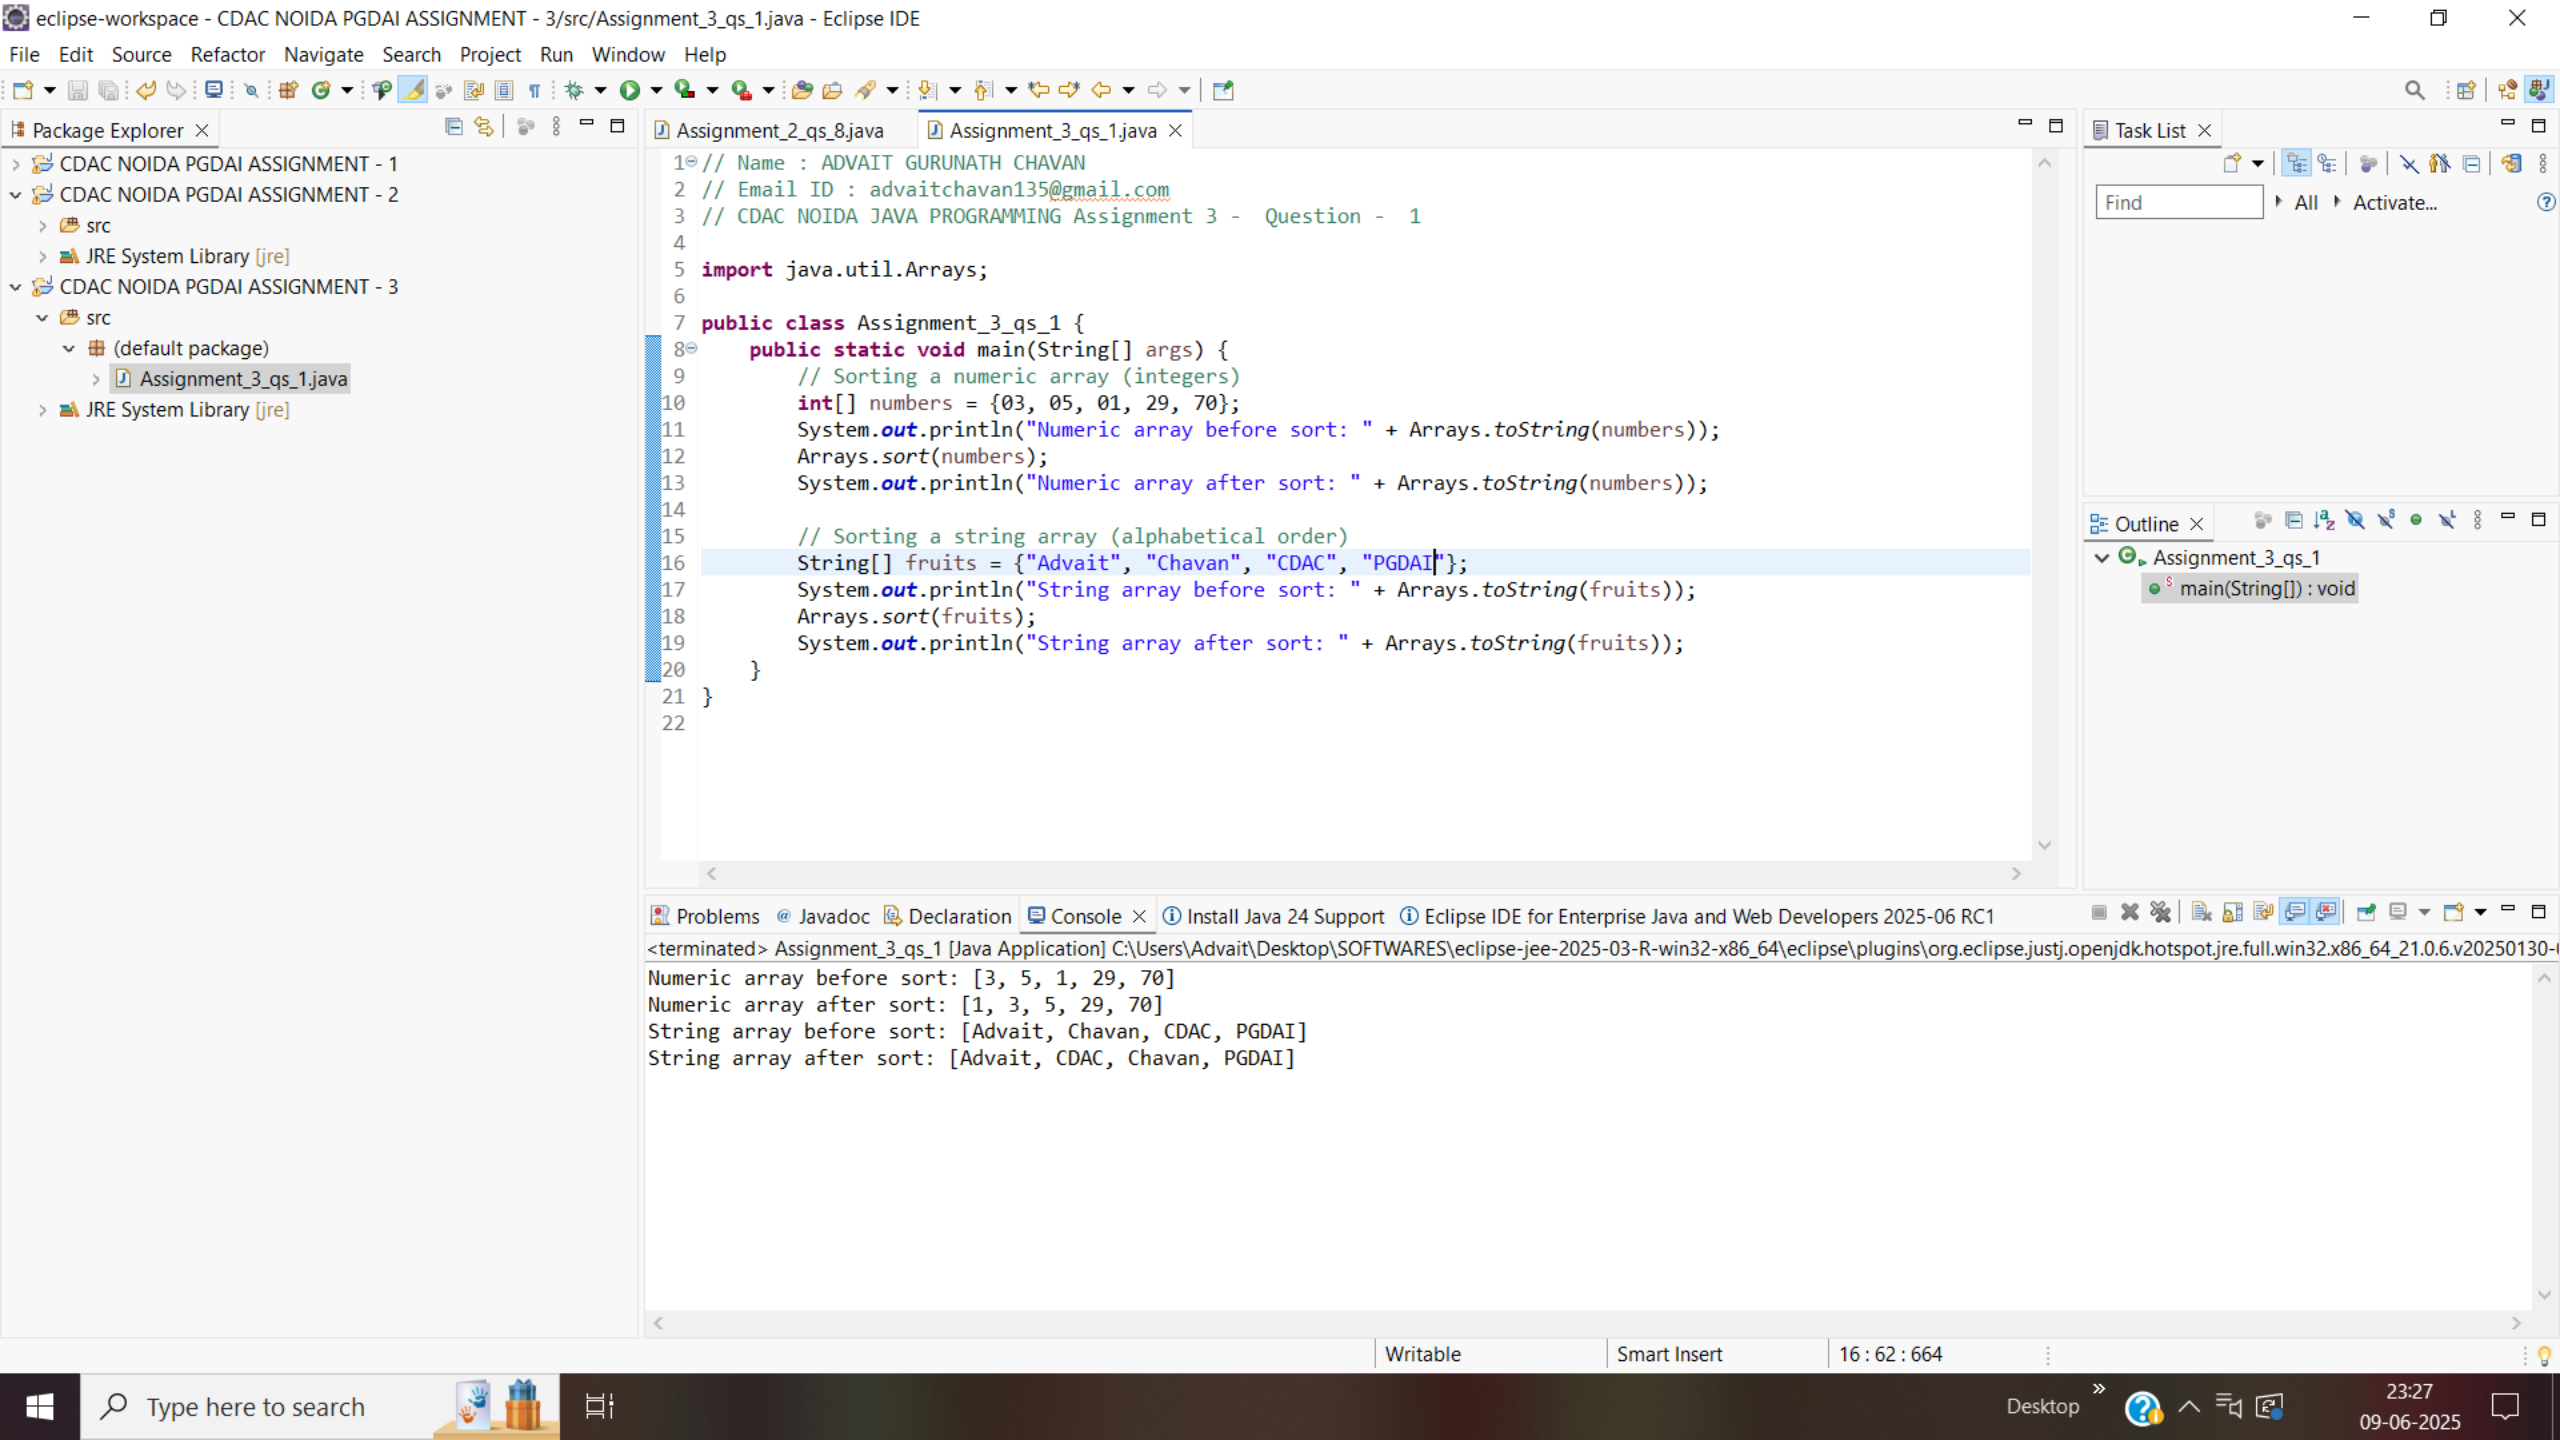 eclipse-workspace - CDAC NOIDA PGDAI ASSIGNMENT - 3/src/Assignment_3_qs_1.java - Eclipse IDE
File Edit Source Refactor Navigate Search Project Run Window Help
Package Explorer
CDAC NOIDA PGDAI ASSIGNMENT - 1
CDAC NOIDA PGDAI ASSIGNMENT - 2
src
JRE System Library [jre]
CDAC NOIDA PGDAI ASSIGNMENT - 3
src
(default package)
Assignment_3_qs_1.java
JRE System Library [jre]
Assignment_2_qs_8.java Assignment_3_qs_1.java
1 // Name : ADVAIT GURUNATH CHAVAN
2 // Email ID : advaitchavan135@gmail.com
3 // CDAC NOIDA JAVA PROGRAMMING Assignment 3 -  Question -  1
4
5 import java.util.Arrays;
6
7 public class Assignment_3_qs_1 {
8     public static void main(String[] args) {
9         // Sorting a numeric array (integers)
10         int[] numbers = {03, 05, 01, 29, 70};
11         System.out.println("Numeric array before sort: " + Arrays.toString(numbers));
12         Arrays.sort(numbers);
13         System.out.println("Numeric array after sort: " + Arrays.toString(numbers));
14
15         // Sorting a string array (alphabetical order)
16         String[] fruits = {"Advait", "Chavan", "CDAC", "PGDAI"};
17         System.out.println("String array before sort: " + Arrays.toString(fruits));
18         Arrays.sort(fruits);
19         System.out.println("String array after sort: " + Arrays.toString(fruits));
20     }
21 }
22
Task List
Find All Activate...
Outline
Assignment_3_qs_1
main(String[]) : void
Problems Javadoc Declaration Console Install Java 24 Support Eclipse IDE for Enterprise Java and Web Developers 2025-06 RC1
<terminated> Assignment_3_qs_1 [Java Application] C:\Users\Advait\Desktop\SOFTWARES\eclipse-jee-2025-03-R-win32-x86_64\eclipse\plugins\org.eclipse.justj.openjdk.hotspot.jre.full.win32.x86_64_21.0.6.v20250130-
Numeric array before sort: [3, 5, 1, 29, 70]
Numeric array after sort: [1, 3, 5, 29, 70]
String array before sort: [Advait, Chavan, CDAC, PGDAI]
String array after sort: [Advait, CDAC, Chavan, PGDAI]
Writable Smart Insert 16 : 62 : 664
Type here to search
Desktop
23:27
09-06-2025